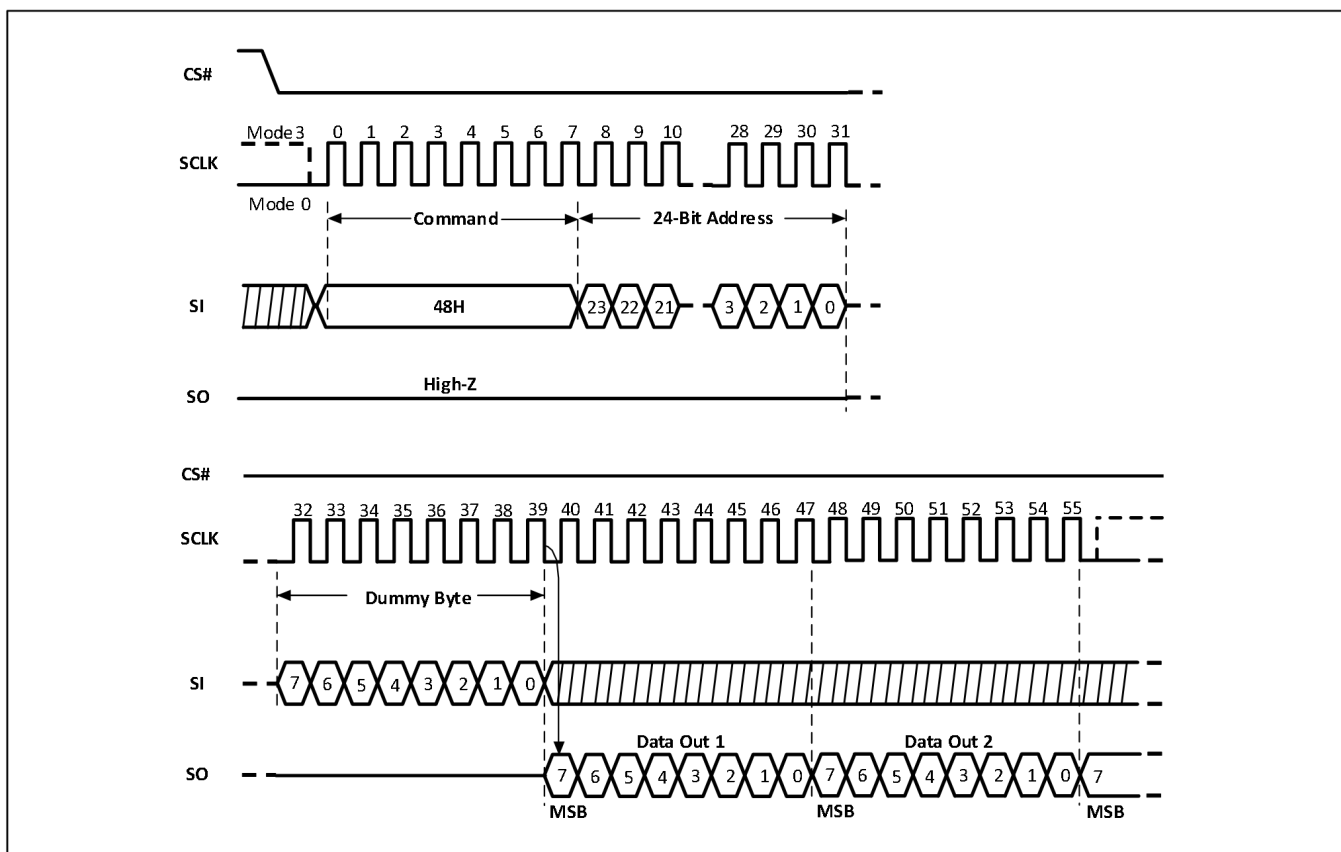 CS#
Mode 3
0 1 2 3 4 5 6 7 8 9 10 28 29 30 31
SCLK
Mode 0
Command
24-Bit Address
SI
48H
23 22 21 3 2 1 0
High-Z
SO
CS#
32 33 34 35 36 37 38 39 40 41 42 43 44 45 46 47 48 49 50 51 52 53 54 55
SCLK
Dummy Byte
SI
7 6 5 4 3 2 1 0
Data Out 1
Data Out 2
SO
7 6 5 4 3 2 1 0 7 6 5 4 3 2 1 0 7
MSB
MSB
MSB